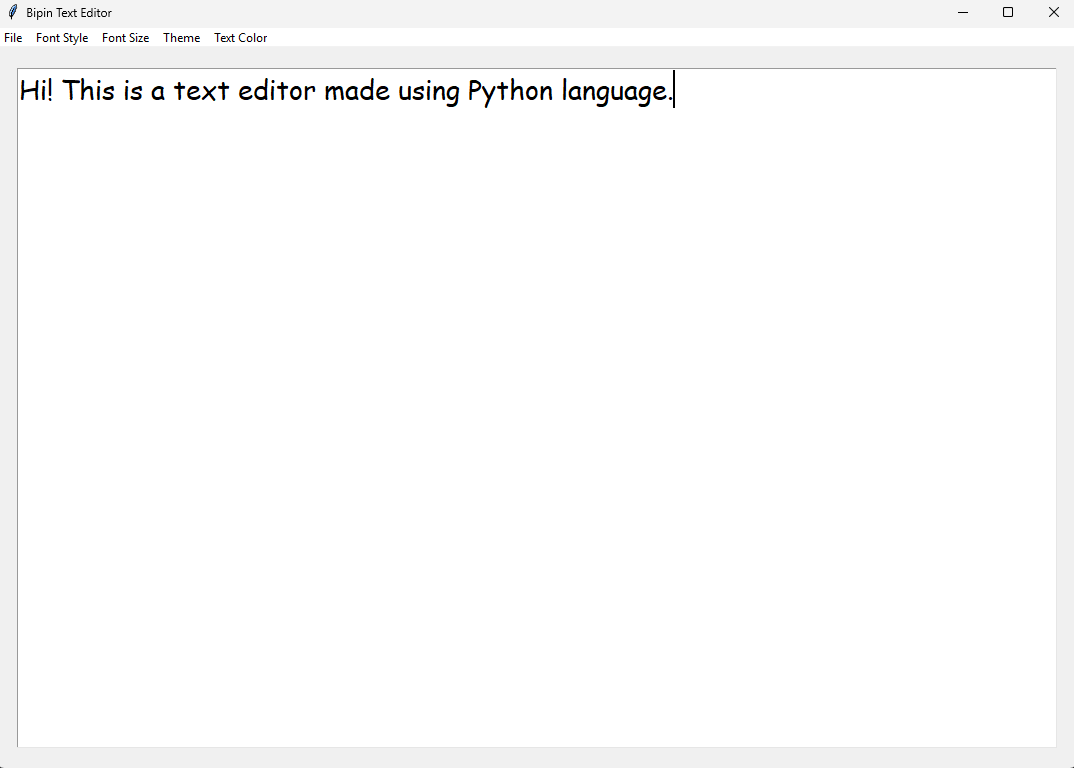 Bipin Text Editor
File Font Style Font Size Theme Text Color
Hi! This is a text editor made using Python language.